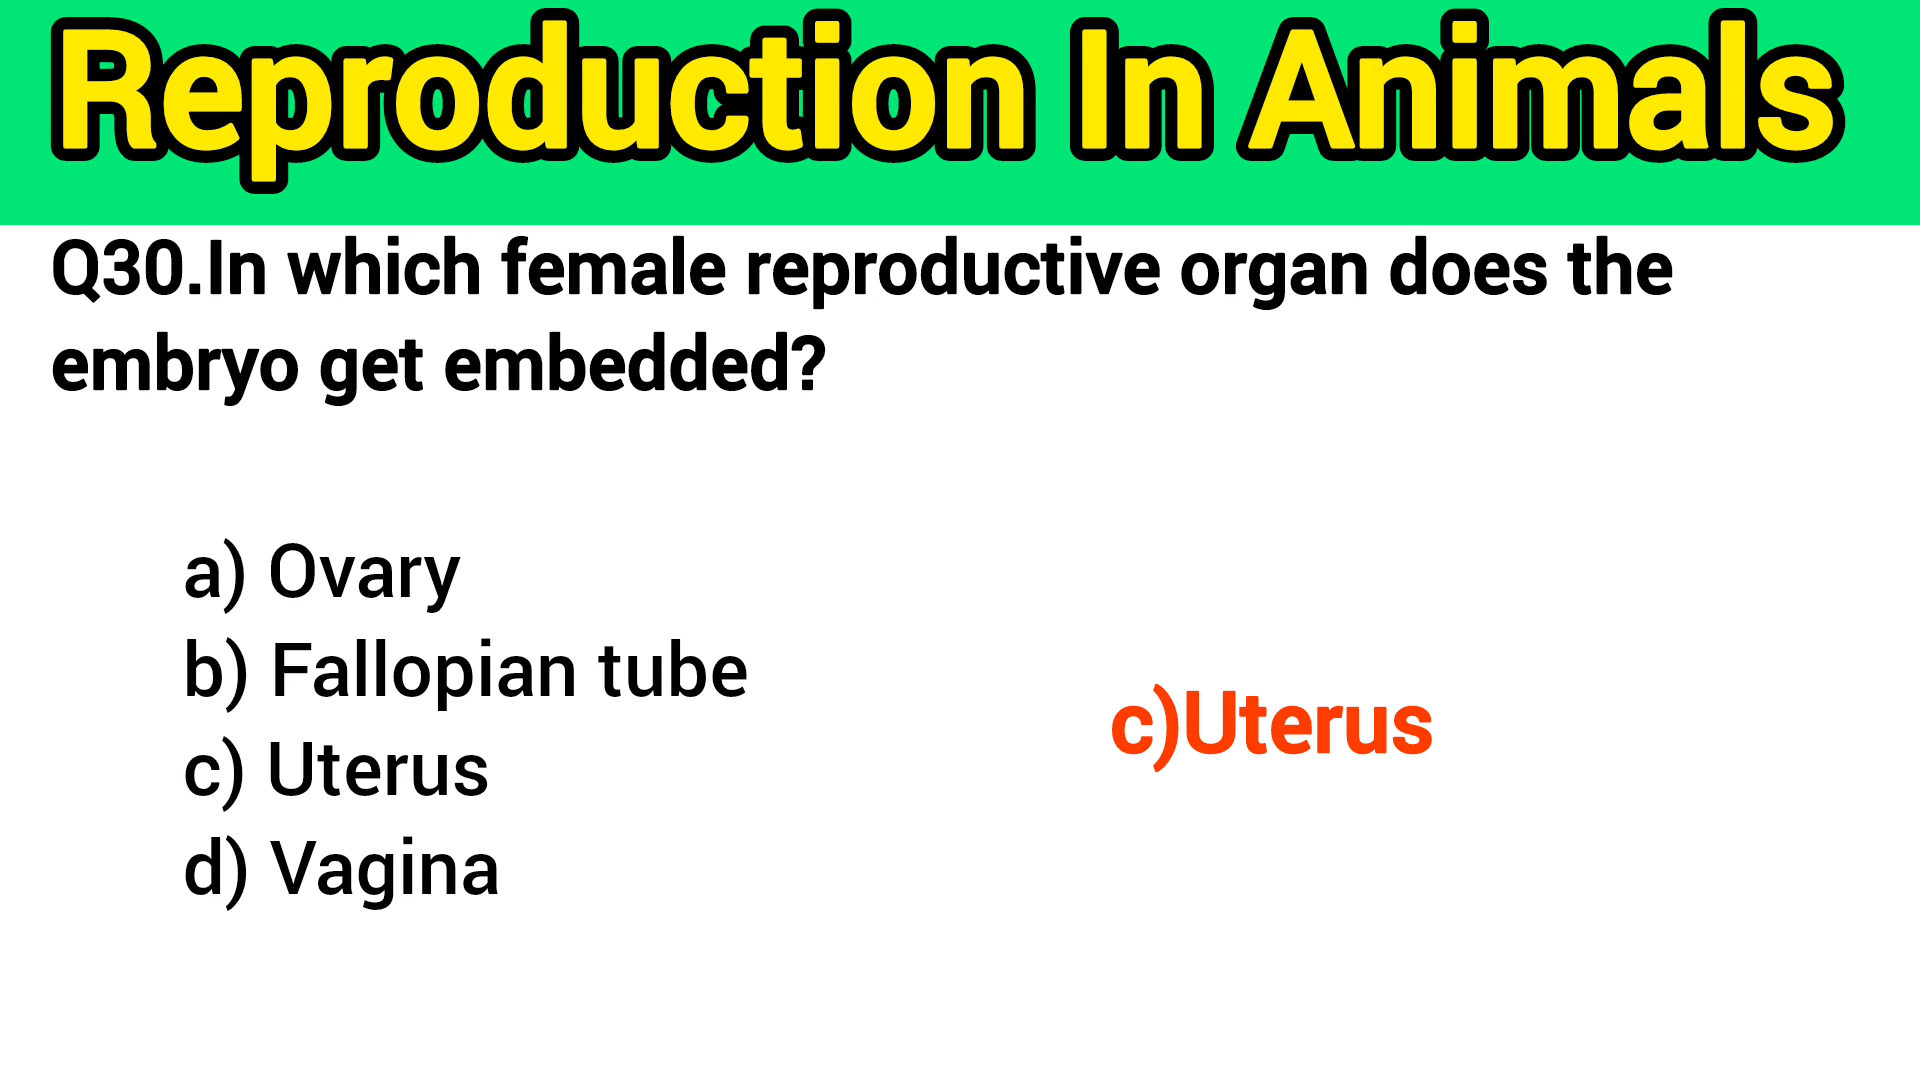 Reproduction In Animals
Q30.In which female reproductive organ does the
embryo get embedded?
a) Ovary
b) Fallopian tube
c) Uterus
d) Vagina
c)Uterus